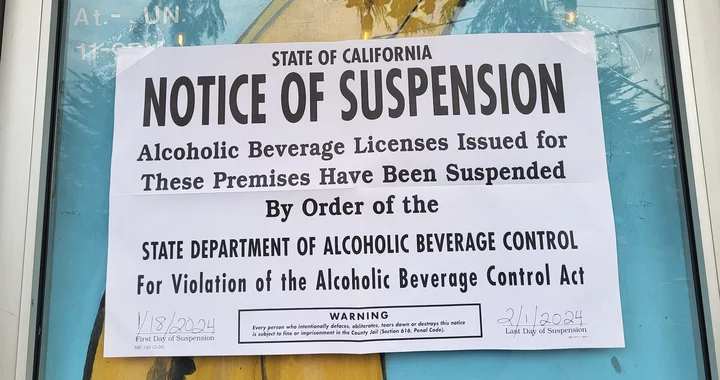 At.- UN.
STATE OF CALIFORNIA
NOTICE OF SUSPENSION
Alcoholic Beverage Licenses Issued for
These Premises Have Been Suspended
By Order of the
STATE DEPARTMENT OF ALCOHOLIC BEVERAGE CONTROL
For Violation of the Alcoholic Beverage Control Act
WARNING
Every person who intentionally defaces, obliterates, tears down or destroys this notice
is subject to fine or imprisonment in the County Jail (Section 616, Penal Code).
1/18/2024
First Day of Suspension
2/1/2024
Last Day of Suspension